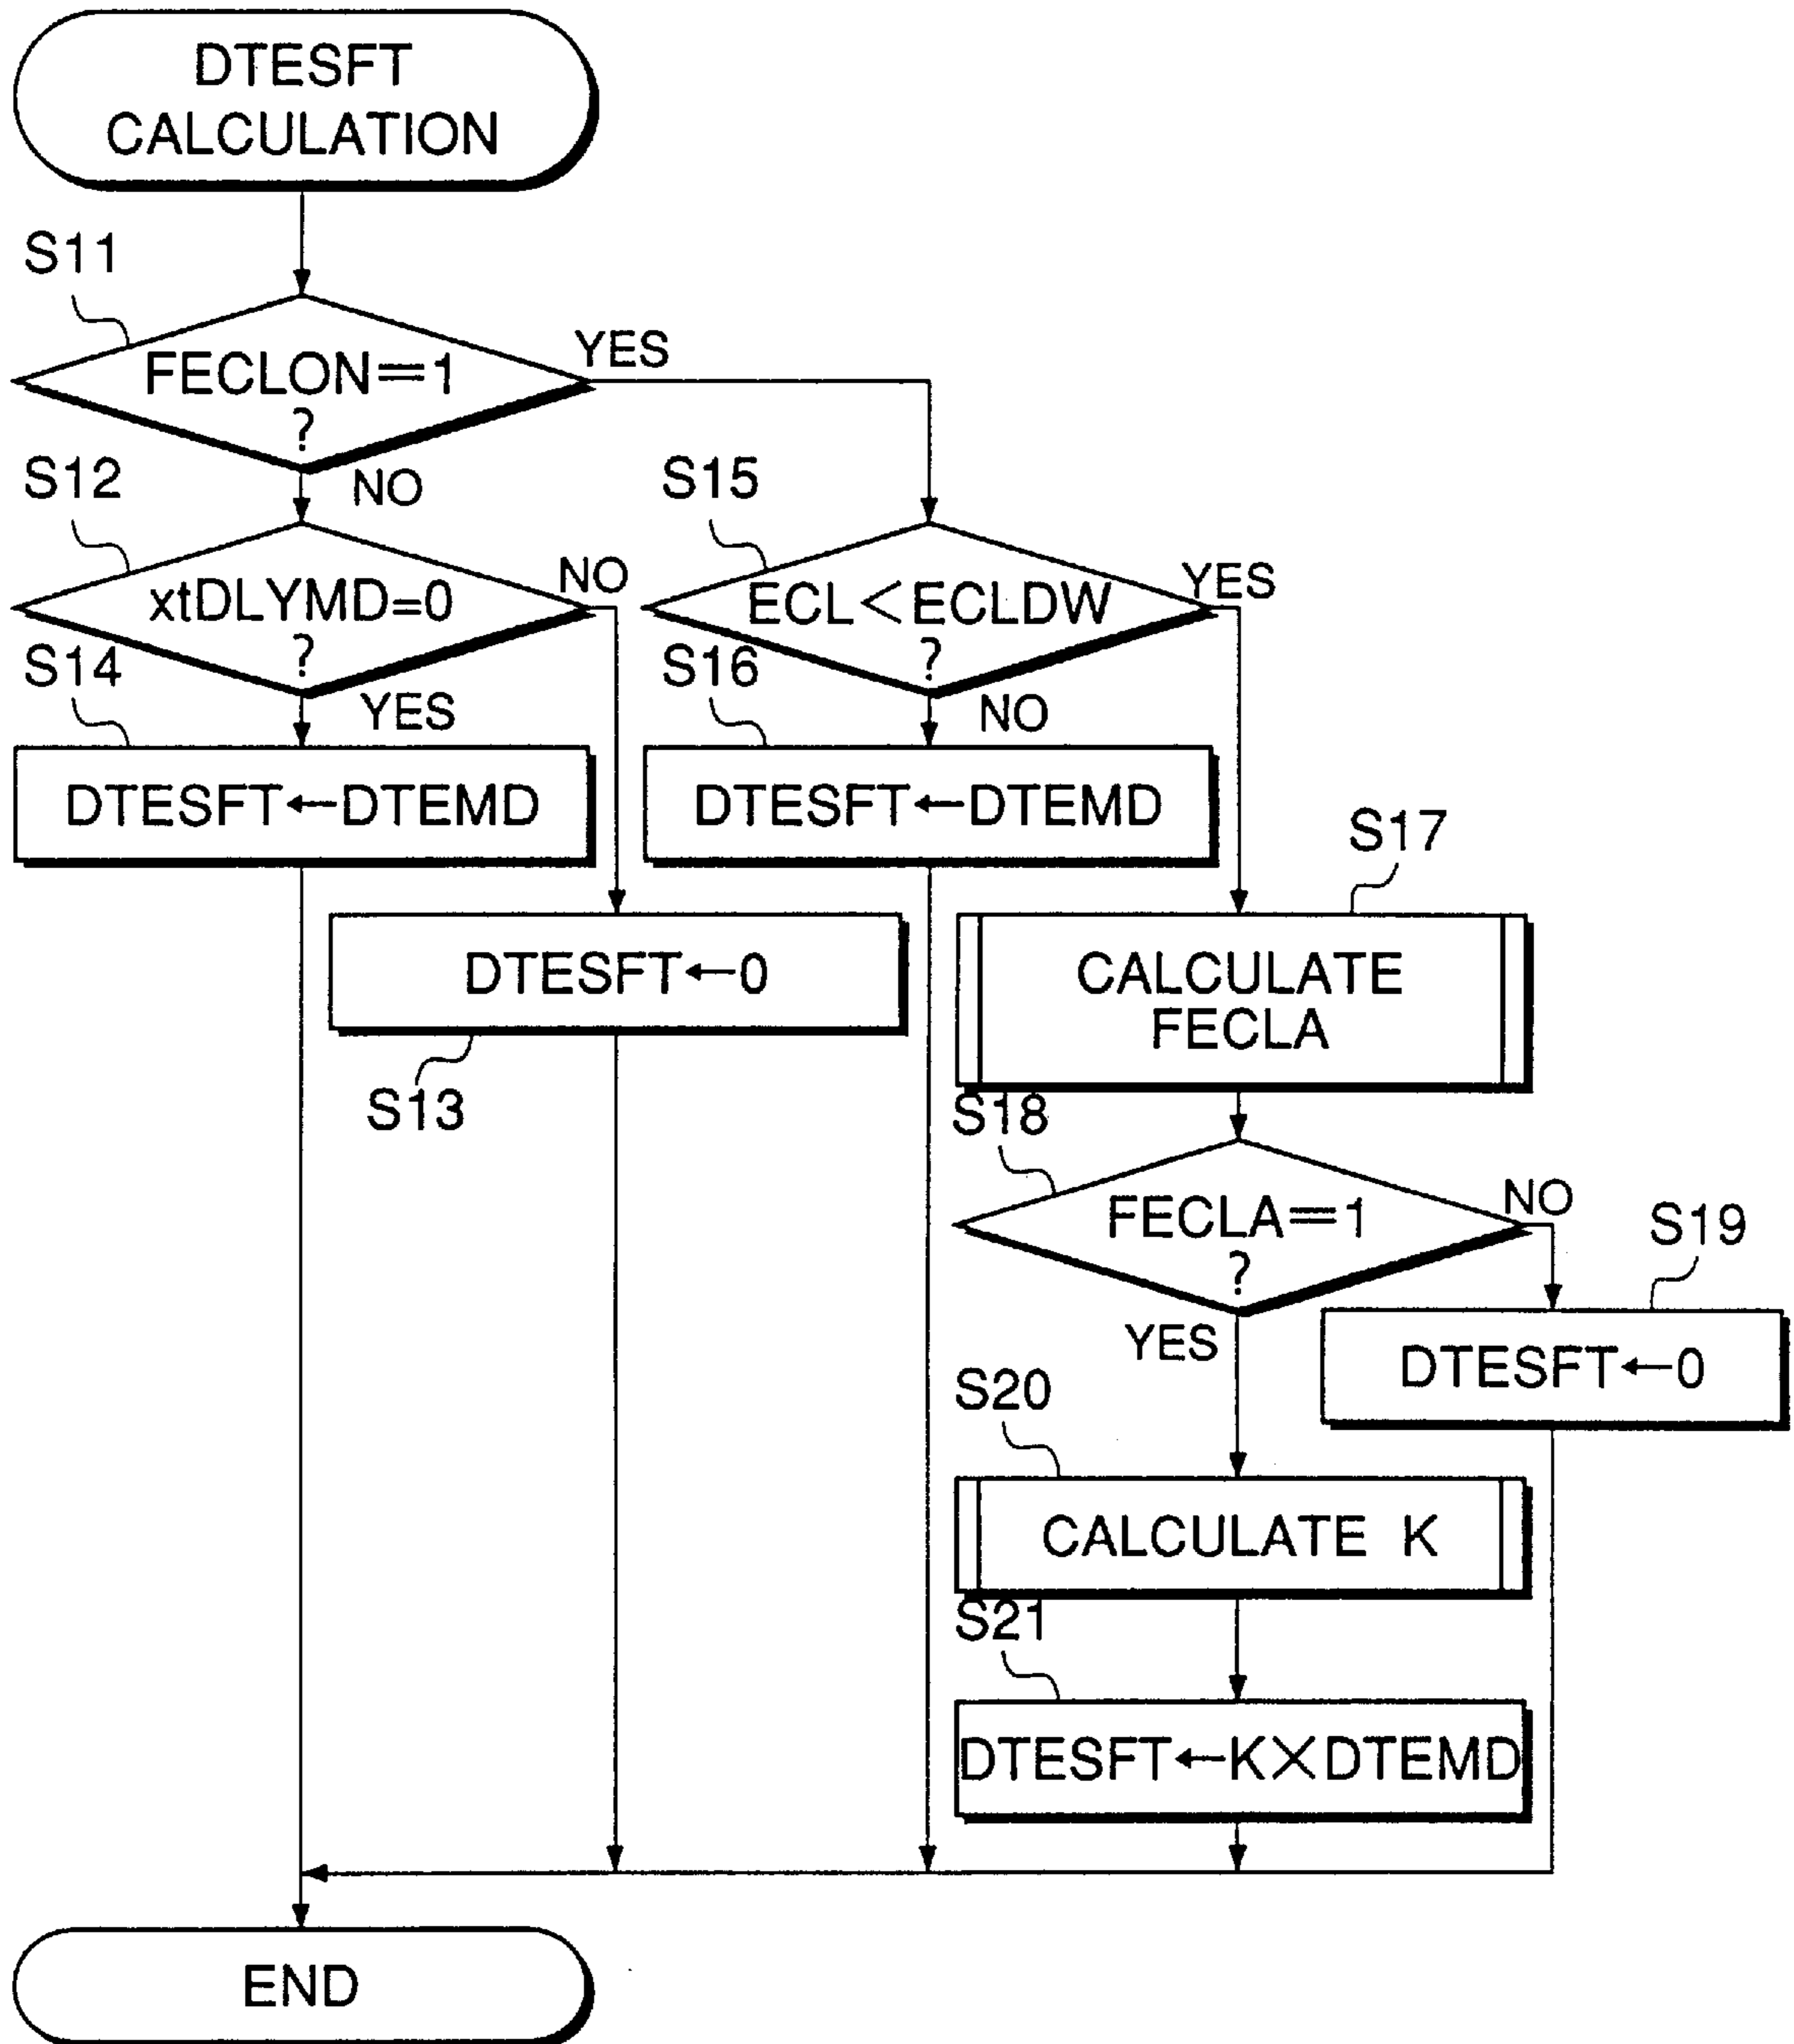 DTESFT
CALCULATION
S11
FECLON=1
?
YES
NO
S12
xtDLYMD=0
?
NO
YES
S15
ECL<ECLDW
?
YES
NO
S14
DTESFT←DTEMD
S16
DTESFT←DTEMD
DTESFT←0
S13
S17
CALCULATE
FECLA
S18
FECLA=1
?
NO
YES
S19
DTESFT←0
S20
CALCULATE K
S21
DTESFT←K×DTEMD
END